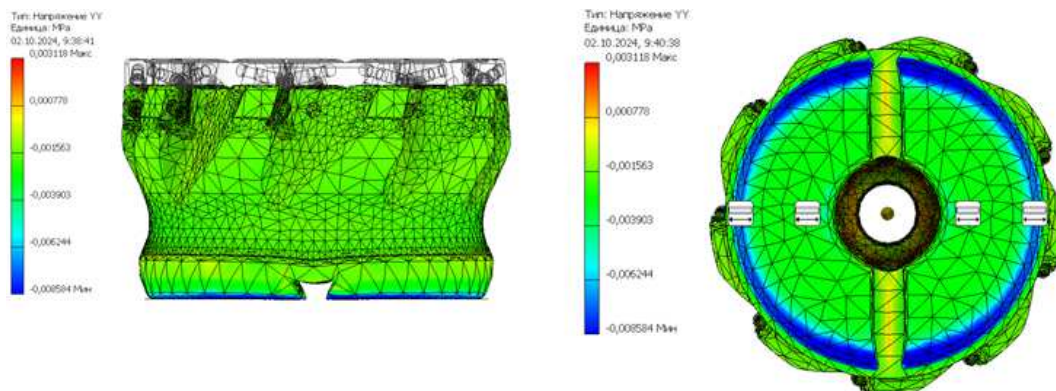 Тип: Напряжение YY
Единица: MPa
02.10.2024, 9:38:41
0,003118 Макс
0,000778
-0,001563
-0,003903
-0,006244
-0,008584 Мин
Тип: Напряжение YY
Единица: MPa
02.10.2024, 9:40:38
0,003118 Макс
0,000778
-0,001563
-0,003903
-0,006244
-0,008584 Мин